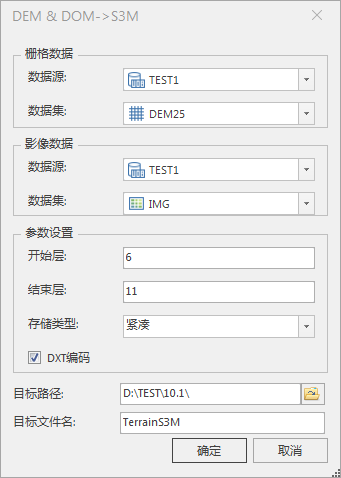 DEM & DOM->S3M
栅格数据
数据源: TEST1
数据集: DEM25
影像数据
数据源: TEST1
数据集: IMG
参数设置
开始层: 6
结束层: 11
存储类型: 紧凑
DXT编码
目标路径: D:\TEST\10.1\
目标文件名: TerrainS3M
确定 取消